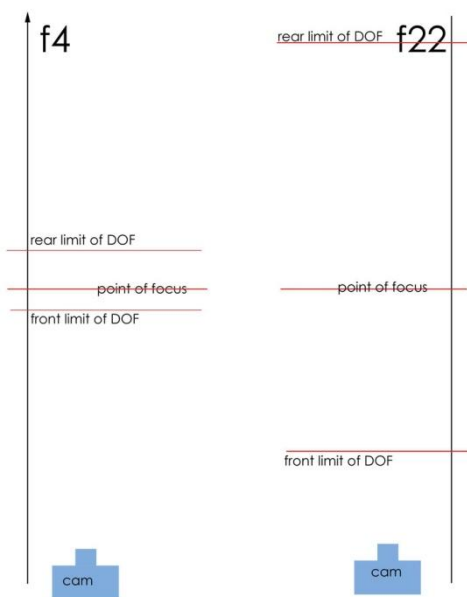 f4
rear limit of DOF
point of focus
front limit of DOF
cam
rear limit of DOF
f22
point of focus
front limit of DOF
cam